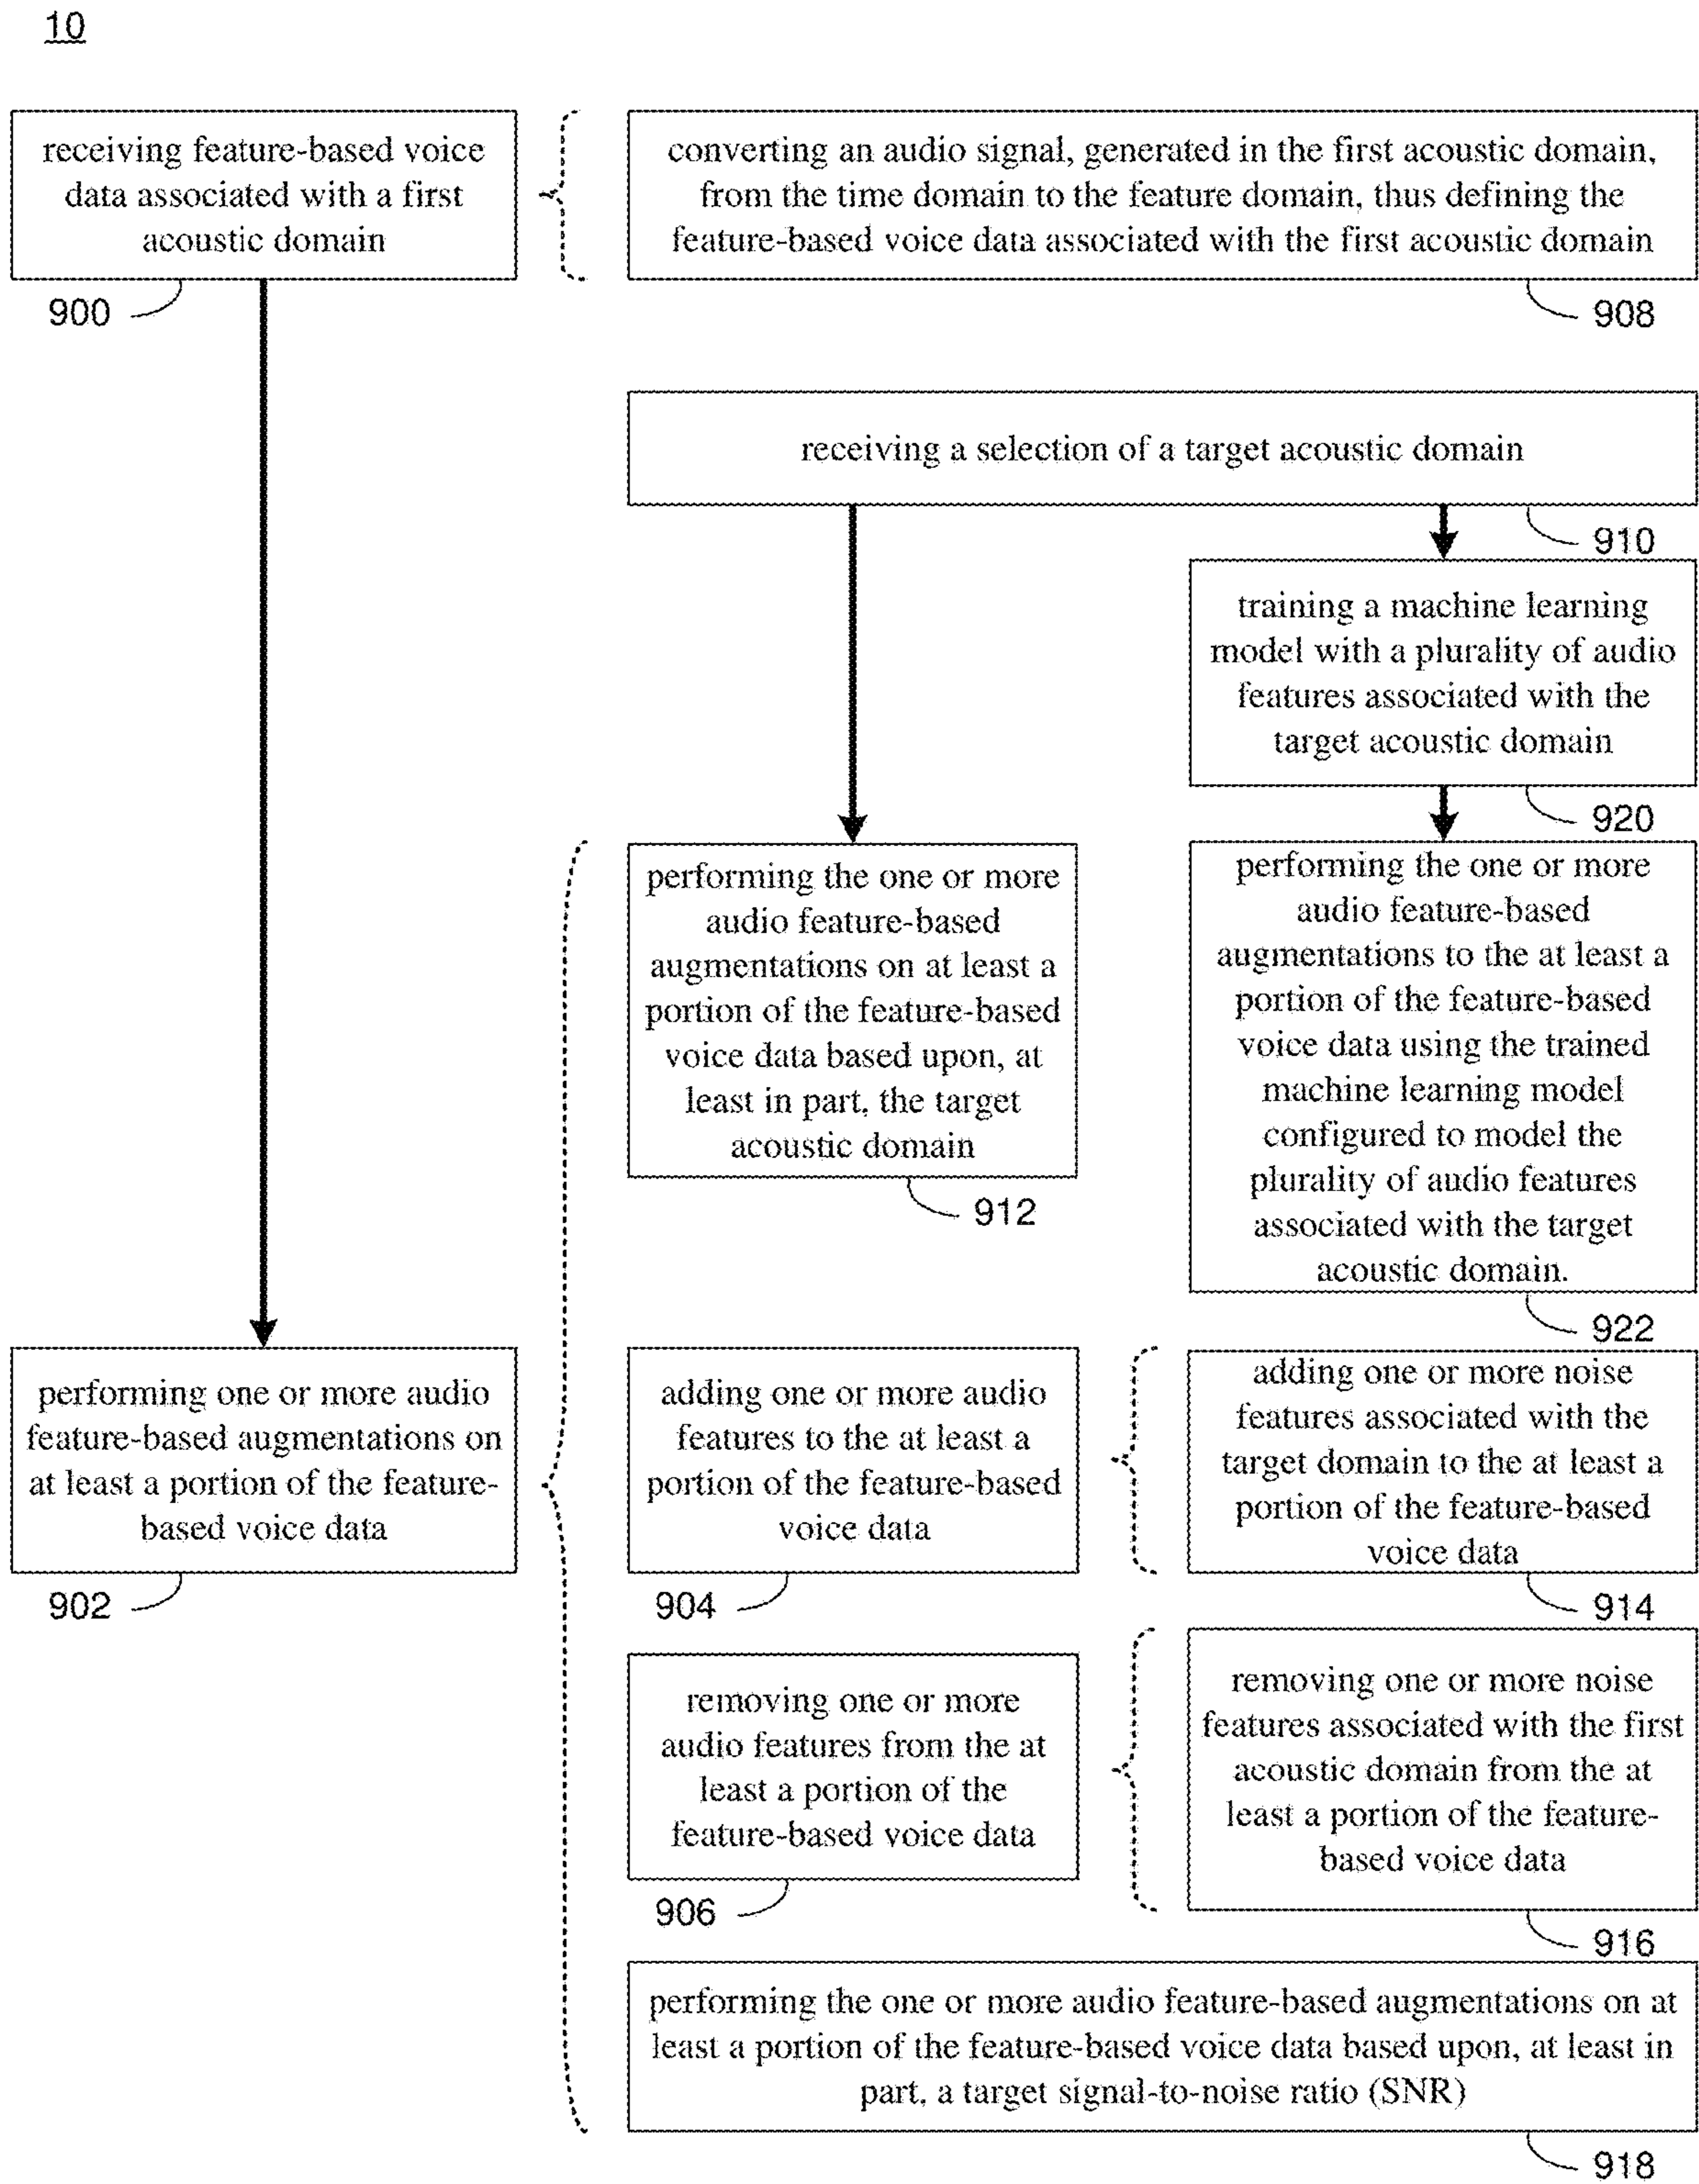 10
receiving feature-based voice
data associated with a first
acoustic domain
900
converting an audio signal, generated in the first acoustic domain,
from the time domain to the feature domain, thus defining the
feature-based voice data associated with the first acoustic domain
908
receiving a selection of a target acoustic domain
910
training a machine learning
model with a plurality of audio
features associated with the
target acoustic domain
920
performing the one or more
audio feature-based
augmentations on at least a
portion of the feature-based
voice data based upon, at
least in part, the target
acoustic domain
912
performing the one or more
audio feature-based
augmentations to the at least a
portion of the feature-based
voice data using the trained
machine learning model
configured to model the
plurality of audio features
associated with the target
acoustic domain.
922
performing one or more audio
feature-based augmentations on
at least a portion of the feature-
based voice data
902
adding one or more audio
features to the at least a
portion of the feature-based
voice data
904
adding one or more noise
features associated with the
target domain to the at least a
portion of the feature-based
voice data
914
removing one or more
audio features from the at
least a portion of the
feature-based voice data
906
removing one or more noise
features associated with the first
acoustic domain from the at
least a portion of the feature-
based voice data
916
performing the one or more audio feature-based augmentations on at
least a portion of the feature-based voice data based upon, at least in
part, a target signal-to-noise ratio (SNR)
918